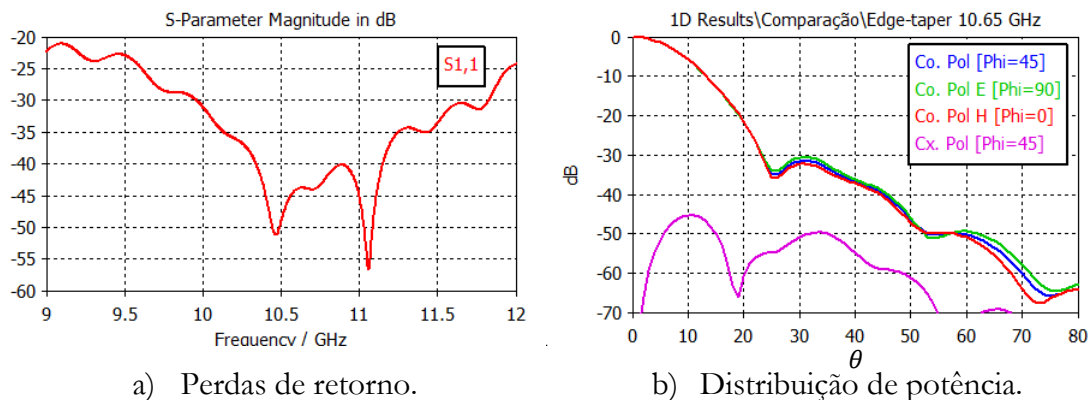 S-Parameter Magnitude in dB
-20
-25
-30
-35
-40
-45
-50
-55
-60
S1,1
9
9.5
10
10.5
11
11.5
12
Frequency / GHz
a) Perdas de retorno.
1D Results\Comparação\Edge-taper 10.65 GHz
0
-10
-20
-30
-40
-50
-60
-70
dB
Co. Pol [Phi=45]
Co. Pol E [Phi=90]
Co. Pol H [Phi=0]
Cx. Pol [Phi=45]
0
10
20
30
40
50
60
70
80
θ
b) Distribuição de potência.